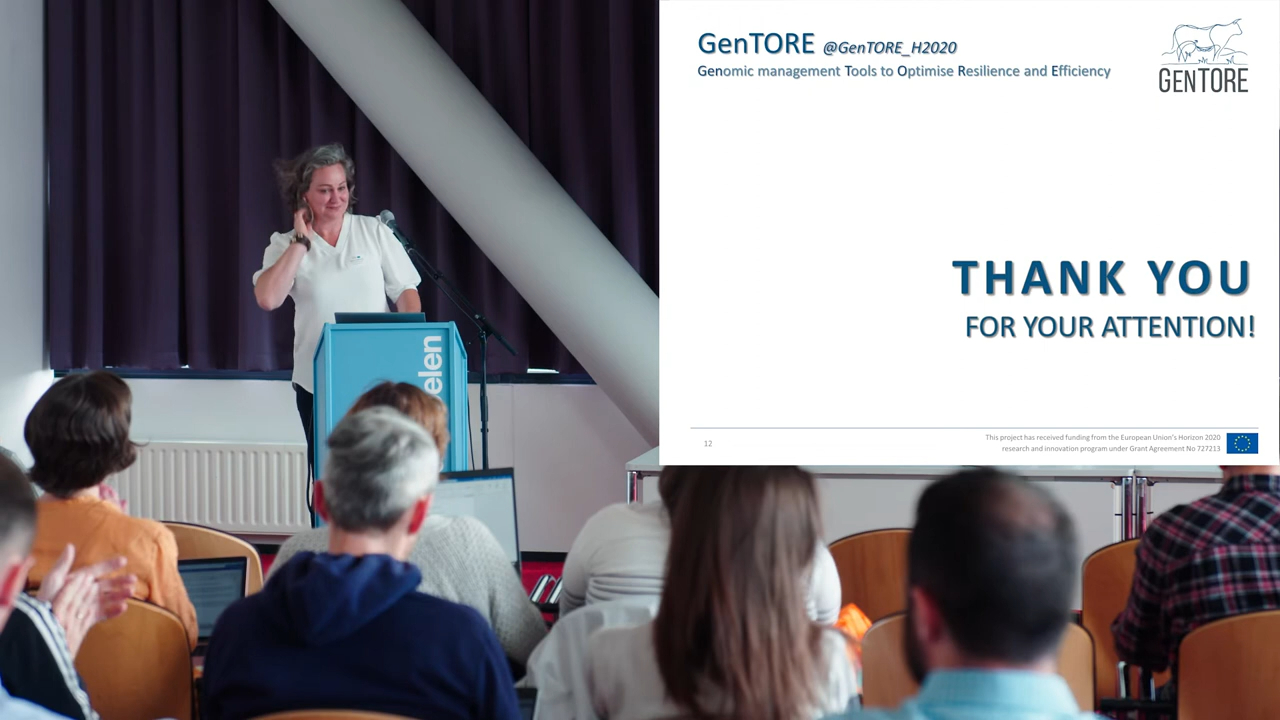 GenTORE @GenTORE_H2020
Genomic management Tools to Optimise Resilience and Efficiency
GENTORE
THANK YOU
FOR YOUR ATTENTION!
12
This project has received funding from the European Union's Horizon 2020
research and innovation program under Grant Agreement No 727213
elen